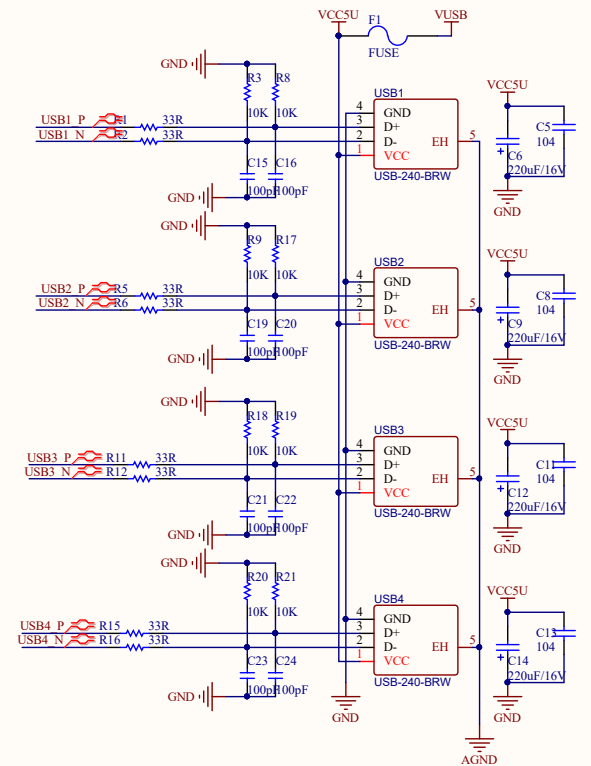 VCC5U F1 VUSB
FUSE
GND R3 R8
10K 10K
USB1 4 GND
USB1_P R1 33R 3 D+
USB1_N R2 33R 2 D- EH 5
1 VCC
USB-240-BRW
C15 C16
100pF 100pF
GND
VCC5U
C5
104
C6
220uF/16V
GND
GND R9 R17
10K 10K
USB2 4 GND
USB2_P R5 33R 3 D+
USB2_N R6 33R 2 D- EH 5
1 VCC
USB-240-BRW
C19 C20
100pF 100pF
GND
VCC5U
C8
104
C9
220uF/16V
GND
GND R18 R19
10K 10K
USB3 4 GND
USB3_P R11 33R 3 D+
USB3_N R12 33R 2 D- EH 5
1 VCC
USB-240-BRW
C21 C22
100pF 100pF
GND
VCC5U
C11
104
C12
220uF/16V
GND
GND R20 R21
10K 10K
USB4 4 GND
USB4_P R15 33R 3 D+
USB4_N R16 33R 2 D- EH 5
1 VCC
USB-240-BRW
C23 C24
100pF 100pF
GND
VCC5U
C13
104
C14
220uF/16V
GND
GND
AGND